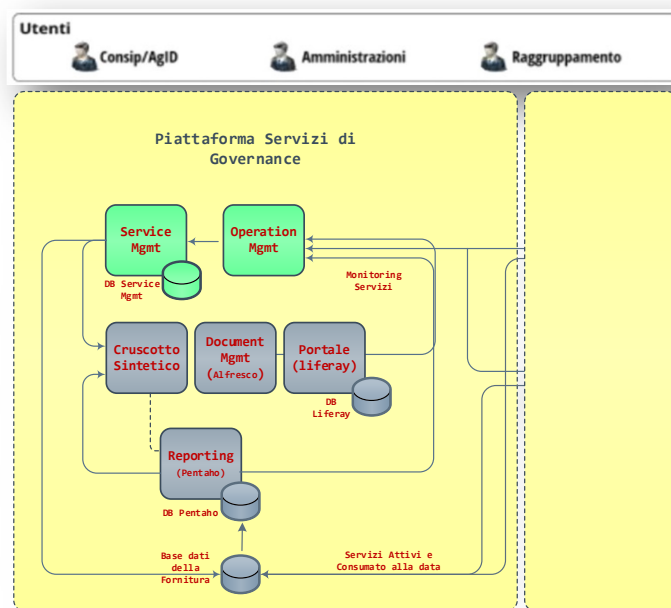 Utenti
Consip/AgID
Amministrazioni
Raggruppamento
Piattaforma Servizi di
Governance
Service
Mgmt
Operation
Mgmt
DB Service
Mgmt
Monitoring
Servizi
Cruscotto
Sintetico
Document
Mgmt
(Alfresco)
Portale
(liferay)
DB
Liferay
Reporting
(Pentaho)
DB Pentaho
Base dati
della
Fornitura
Servizi Attivi e
Consumato alla data